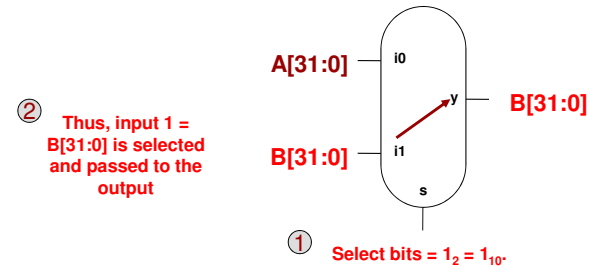 A[31:0]
i0
y
B[31:0]
2
Thus, input 1 =
B[31:0] is selected
and passed to the
output
B[31:0]
i1
s
1
Select bits = 1₂ = 1₁₀.